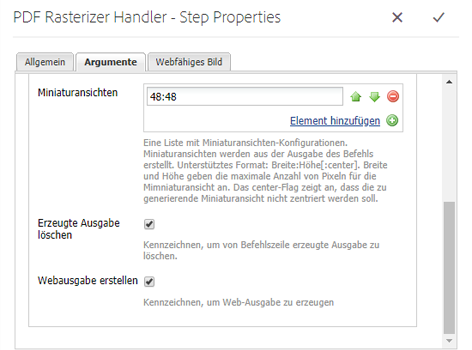 PDF Rasterizer Handler - Step Properties
Allgemein Argumente Webfähiges Bild
Miniaturansichten
48:48
Element hinzufügen
Eine Liste mit Miniaturansichten-Konfigurationen.
Miniaturansichten werden aus der Ausgabe des Befehls
erstellt. Unterstütztes Format: Breite:Höhe[:center]. Breite
und Höhe geben die maximale Anzahl von Pixeln für die
Mimniaturansicht an. Das center-Flag zeigt an, dass die zu
generierende Miniaturansicht nicht zentriert werden soll.
Erzeugte Ausgabe
löschen
Kennzeichnen, um von Befehlszeile erzeugte Ausgabe zu
löschen.
Webausgabe erstellen
Kennzeichnen, um Web-Ausgabe zu erzeugen